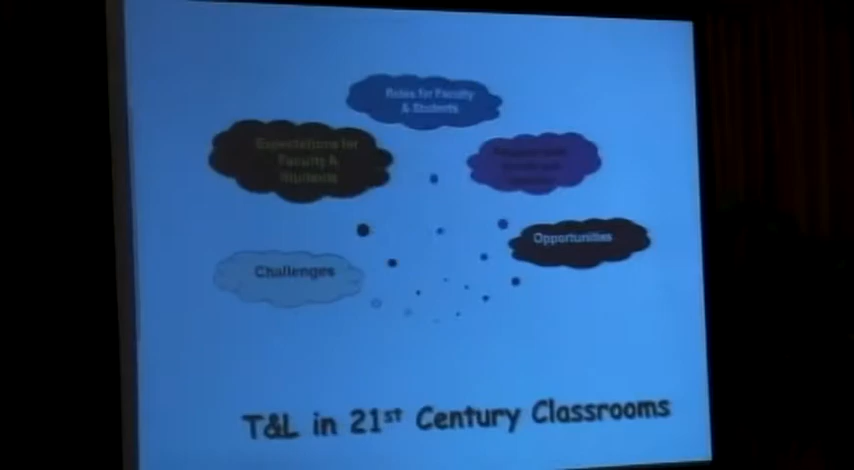 Roles for Faculty
& Students
Expectations for
Faculty &
Students
Opportunities
Challenges
T&L in 21st Century Classrooms